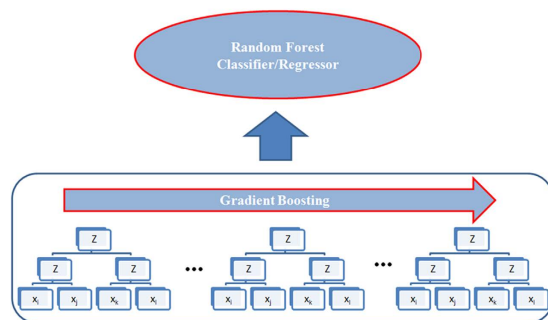 Random Forest
Classifier/Regressor
Gradient Boosting
Z Z Z
Z Z ... Z Z ... Z Z
xi xj xk xl xi xj xk xl xi xj xk xl